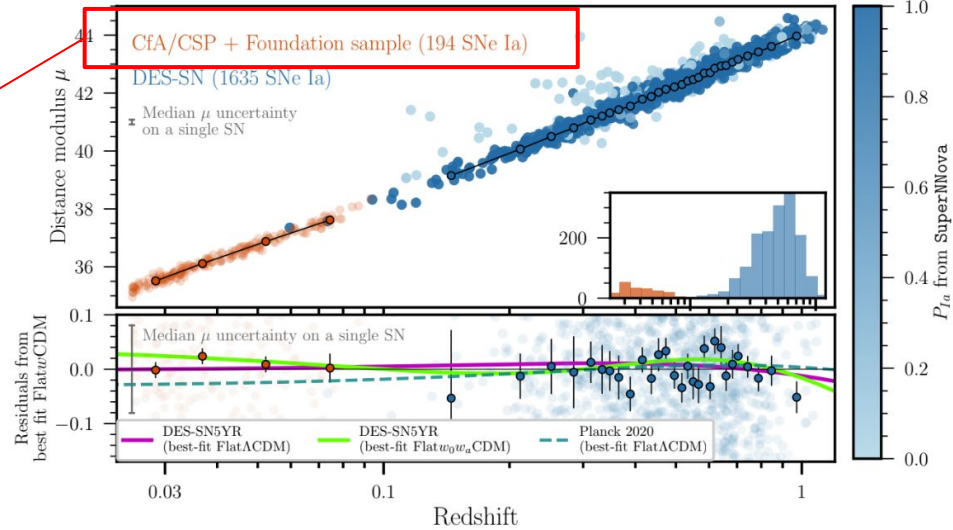 44
42
40
38
36
Distance modulus μ
CfA/CSP + Foundation sample (194 SNe Ia)
DES-SN (1635 SNe Ia)
Median μ uncertainty
on a single SN
200
0
1.0
0.8
0.6
0.4
0.2
0.0
P_Ia from SuperNNova
0.1
0.0
−0.1
Residuals from
best fit FlatwCDM
Median μ uncertainty on a single SN
DES-SN5YR
(best-fit FlatΛCDM)
DES-SN5YR
(best-fit Flatw₀wₐCDM)
Planck 2020
(best-fit FlatΛCDM)
0.03
0.1
1
Redshift